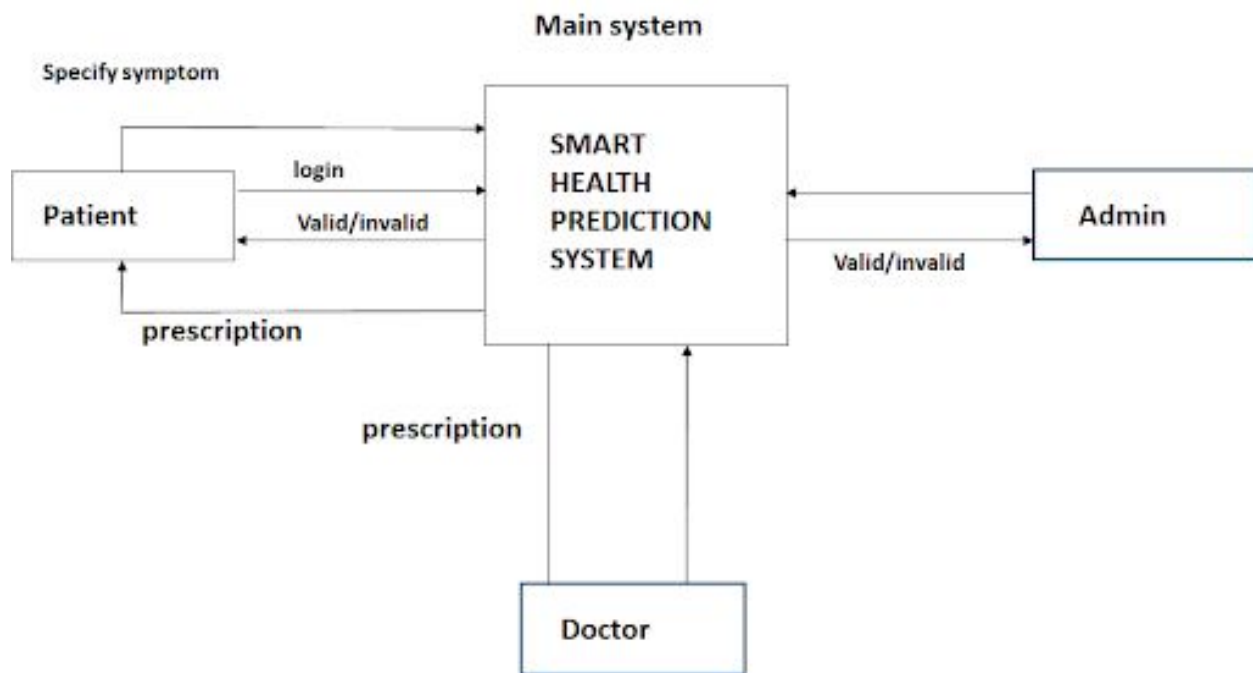 Main system
Specify symptom
SMART
HEALTH
PREDICTION
SYSTEM
login
Patient
Valid/invalid
Admin
Valid/invalid
prescription
prescription
Doctor